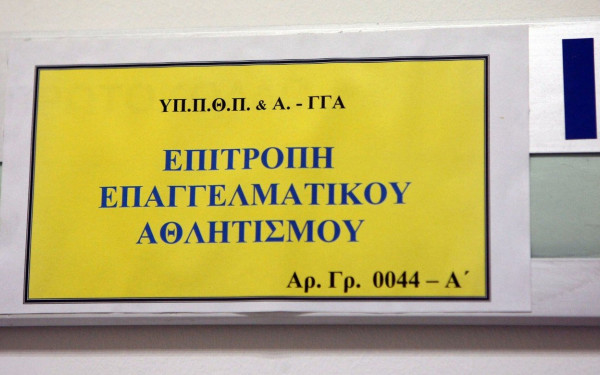 ΥΠ.Π.Θ.Π. & Α. - ΓΓΑ
ΕΠΙΤΡΟΠΗ
ΕΠΑΓΓΕΛΜΑΤΙΚΟΥ
ΑΘΛΗΤΙΣΜΟΥ
Αρ. Γρ. 0044 – Α΄